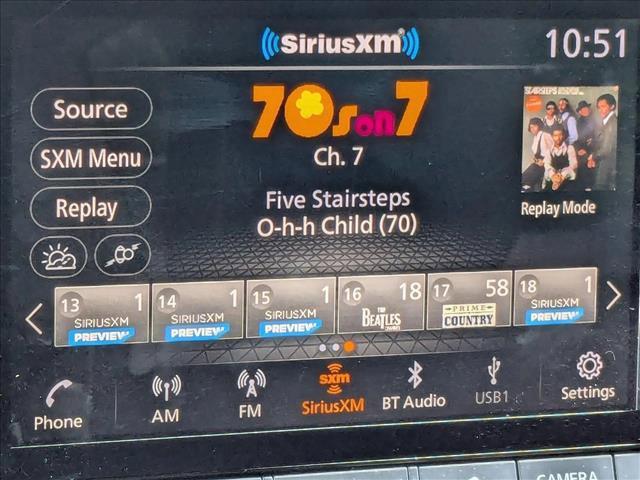 SiriusXM
10:51
Source
SXM Menu
Replay
70s on 7
Ch. 7
Five Stairsteps
O-h-h Child (70)
Replay Mode
13 1
SIRIUSXM
PREVIEW
14 1
SIRIUSXM
PREVIEW
15 1
SIRIUSXM
PREVIEW
16 18
THE
BEATLES
CHANNEL
17 58
PRIME
COUNTRY
18 1
SIRIUSXM
PREVIEW
Phone
AM
FM
sxm
SiriusXM
BT Audio
USB1
Settings
CAMERA